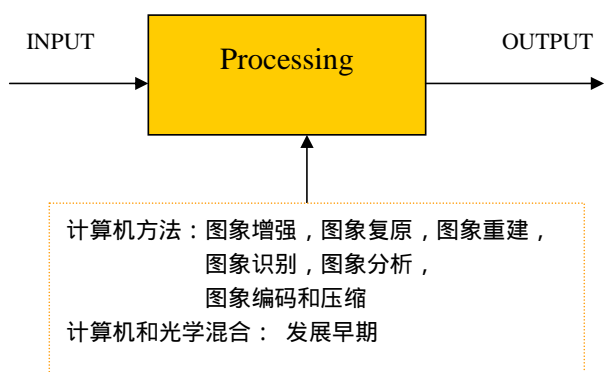 INPUT
OUTPUT
Processing
计算机方法：图象增强，图象复原，图象重建，
图象识别，图象分析，
图象编码和压缩
计算机和光学混合： 发展早期